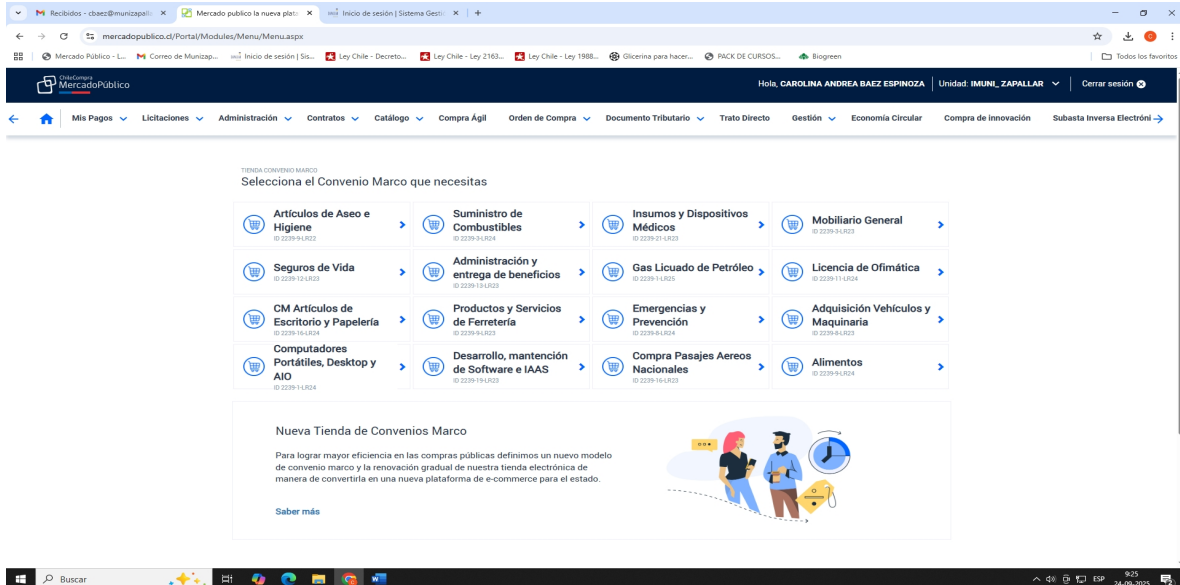 Recibidos - cbaez@munizapalla
Mercado publico la nueva plata
Inicio de sesión | Sistema Gestió
mercadopublico.cl/Portal/Modules/Menu/Menu.aspx
C
Mercado Público - L...
Correo de Munizap...
Inicio de sesión | Sis...
Ley Chile - Decreto...
Ley Chile - Ley 2163...
Ley Chile - Ley 1988...
Glicerina para hacer...
PACK DE CURSOS...
Biogreen
Todos los favoritos
ChileCompra
MercadoPúblico
Hola, CAROLINA ANDREA BAEZ ESPINOZA
Unidad: IMUNI_ ZAPALLAR
Cerrar sesión
Mis Pagos
Licitaciones
Administración
Contratos
Catálogo
Compra Ágil
Orden de Compra
Documento Tributario
Trato Directo
Gestión
Economía Circular
Compra de innovación
Subasta Inversa Electróni
TIENDA CONVENIO MARCO
Selecciona el Convenio Marco que necesitas
Artículos de Aseo e
Higiene
ID 2239-9-LR22
Suministro de
Combustibles
ID 2239-3-LR24
Insumos y Dispositivos
Médicos
ID 2239-21-LR23
Mobiliario General
ID 2239-3-LR23
Seguros de Vida
ID 2239-12-LR23
Administración y
entrega de beneficios
ID 2239-13-LR23
Gas Licuado de Petróleo
ID 2239-1-LR25
Licencia de Ofimática
ID 2239-11-LR24
CM Artículos de
Escritorio y Papelería
ID 2239-16-LR24
Productos y Servicios
de Ferretería
ID 2239-9-LR23
Emergencias y
Prevención
ID 2239-8-LR24
Adquisición Vehículos y
Maquinaria
ID 2239-8-LR23
Computadores
Portátiles, Desktop y
AIO
ID 2239-1-LR24
Desarrollo, mantención
de Software e IAAS
ID 2239-19-LR23
Compra Pasajes Aereos
Nacionales
ID 2239-16-LR23
Alimentos
ID 2239-9-LR24
Nueva Tienda de Convenios Marco
Para lograr mayor eficiencia en las compras públicas definimos un nuevo modelo
de convenio marco y la renovación gradual de nuestra tienda electrónica de
manera de convertirla en una nueva plataforma de e-commerce para el estado.
Saber más
Buscar
ESP
9:25
24-09-2025